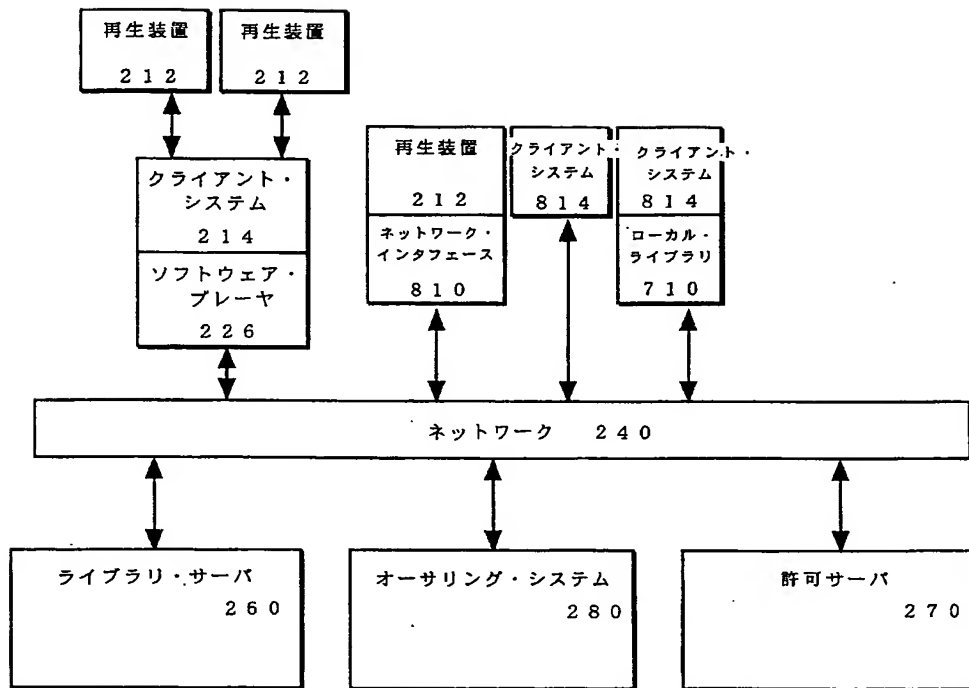 再生装置
212
再生装置
212
クライアント・
システム
214
ソフトウェア・
プレーヤ
226
再生装置
212
ネットワーク・
インタフェース
810
クライアント・
システム
814
クライアント・
システム
814
ローカル・
ライブラリ
710
ネットワーク 240
ライブラリ・サーバ
260
オーサリング・システム
280
許可サーバ
270